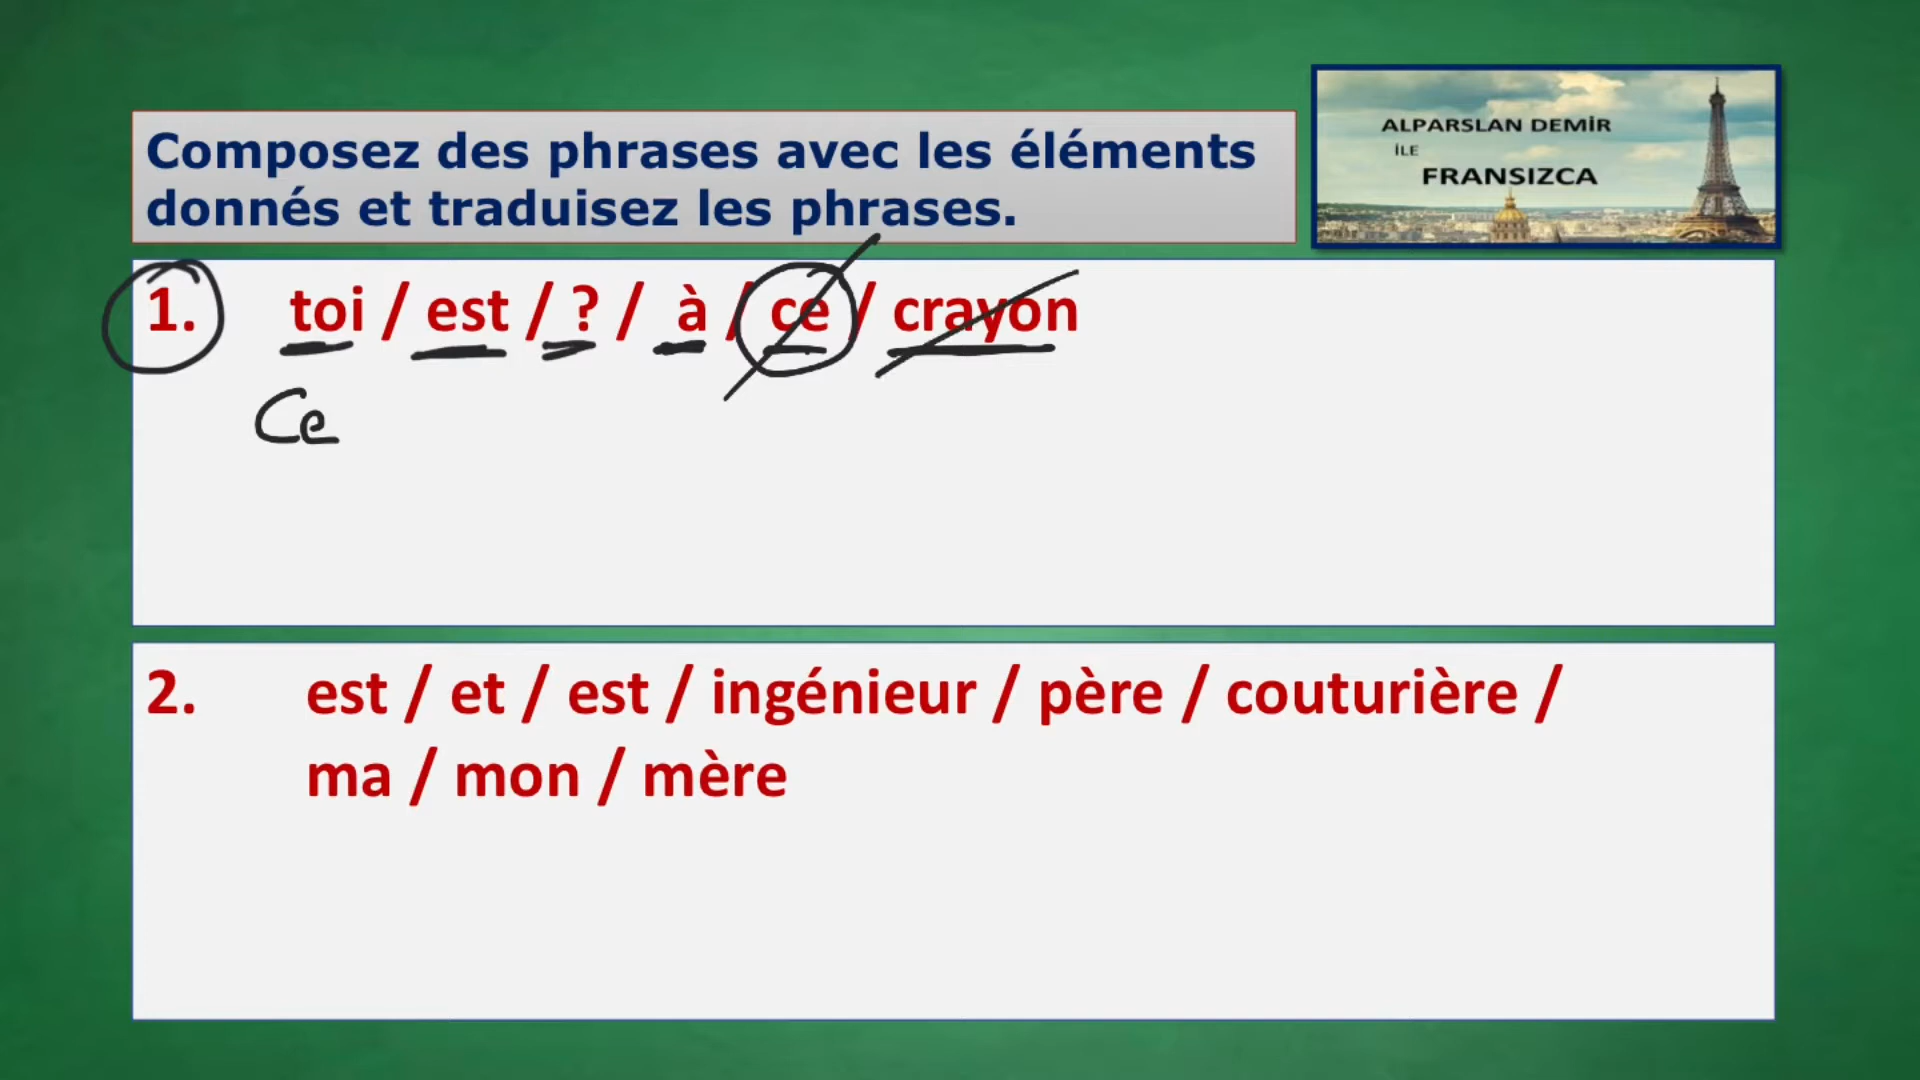 Composez des phrases avec les éléments
donnés et traduisez les phrases.
ALPARSLAN DEMİR
İLE
FRANSIZCA
1. toi / est / ? / à / ce / crayon
Ce
2. est / et / est / ingénieur / père / couturière /
ma / mon / mère